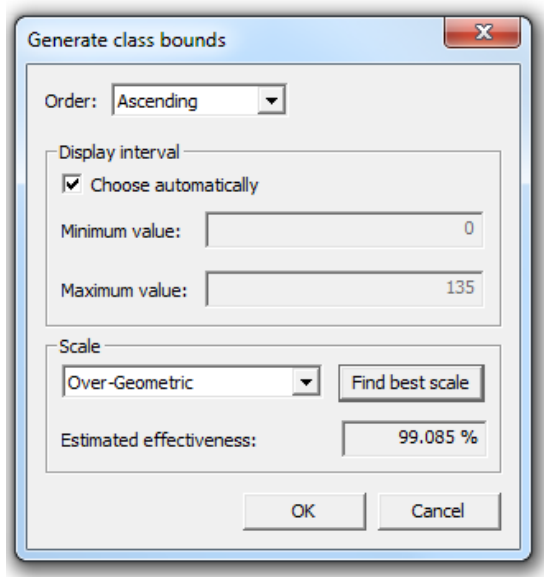 Generate class bounds
Order: Ascending
Display interval
Choose automatically
Minimum value: 0
Maximum value: 135
Scale
Over-Geometric Find best scale
Estimated effectiveness: 99.085 %
OK Cancel